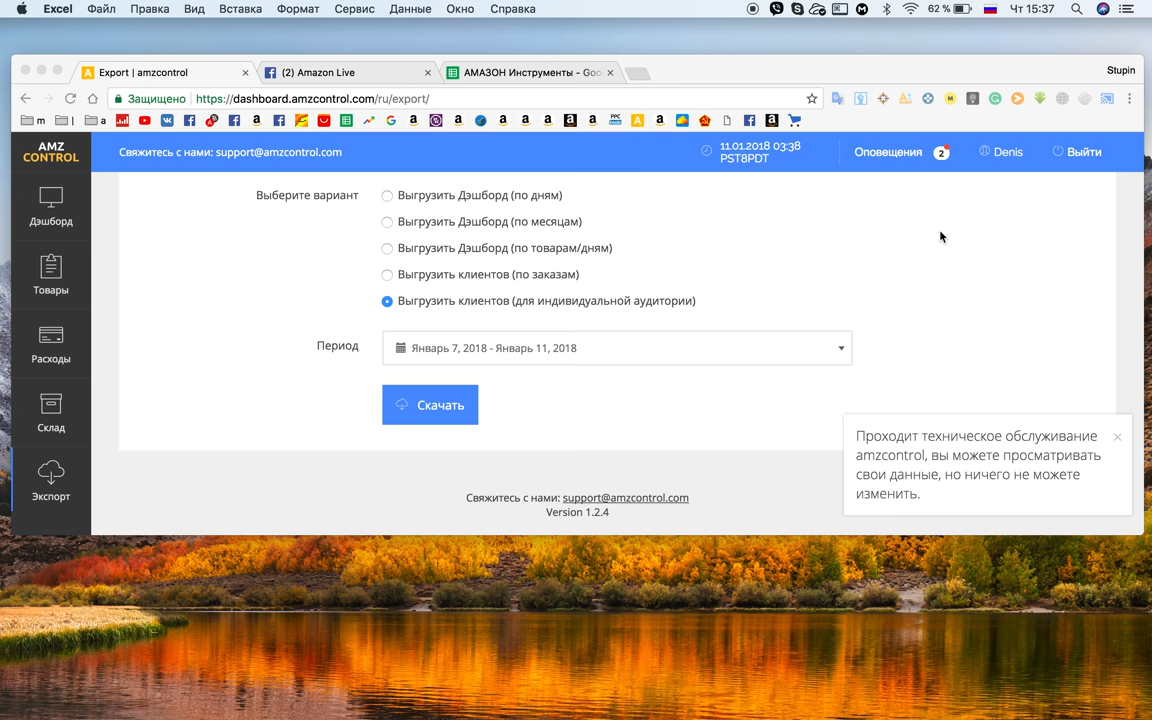 Excel Файл Правка Вид Вставка Формат Сервис Данные Окно Справка 62 % Чт 15:37
Export | amzcontrol (2) Amazon Live АМАЗОН Инструменты - Goo Stupin
Защищено https://dashboard.amzcontrol.com/ru/export/
m | a
AMZ
CONTROL
Свяжитесь с нами: support@amzcontrol.com
11.01.2018 03:38
PST8PDT
Оповещения 2 Denis Выйти
Дэшборд
Товары
Расходы
Склад
Экспорт
Выберите вариант
Выгрузить Дэшборд (по дням)
Выгрузить Дэшборд (по месяцам)
Выгрузить Дэшборд (по товарам/дням)
Выгрузить клиентов (по заказам)
Выгрузить клиентов (для индивидуальной аудитории)
Период Январь 7, 2018 - Январь 11, 2018
Скачать
Проходит техническое обслуживание
amzcontrol, вы можете просматривать
свои данные, но ничего не можете
изменить.
Свяжитесь с нами: support@amzcontrol.com
Version 1.2.4